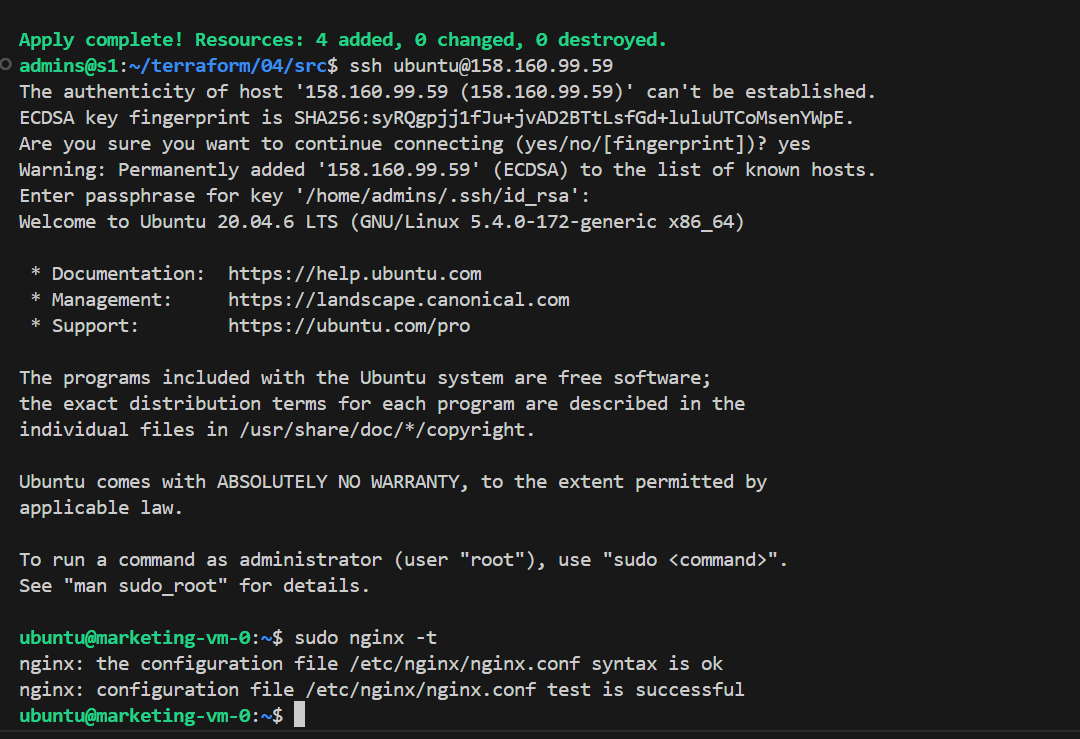 Apply complete! Resources: 4 added, 0 changed, 0 destroyed.
admins@s1:~/terraform/04/src$ ssh ubuntu@158.160.99.59
The authenticity of host '158.160.99.59 (158.160.99.59)' can't be established.
ECDSA key fingerprint is SHA256:syRQgpjj1fJu+jvAD2BTtLsfGd+luluUTCoMsenYWpE.
Are you sure you want to continue connecting (yes/no/[fingerprint])? yes
Warning: Permanently added '158.160.99.59' (ECDSA) to the list of known hosts.
Enter passphrase for key '/home/admins/.ssh/id_rsa':
Welcome to Ubuntu 20.04.6 LTS (GNU/Linux 5.4.0-172-generic x86_64)
* Documentation: https://help.ubuntu.com
* Management: https://landscape.canonical.com
* Support: https://ubuntu.com/pro
The programs included with the Ubuntu system are free software;
the exact distribution terms for each program are described in the
individual files in /usr/share/doc/*/copyright.
Ubuntu comes with ABSOLUTELY NO WARRANTY, to the extent permitted by
applicable law.
To run a command as administrator (user "root"), use "sudo <command>".
See "man sudo_root" for details.
ubuntu@marketing-vm-0:~$ sudo nginx -t
nginx: the configuration file /etc/nginx/nginx.conf syntax is ok
nginx: configuration file /etc/nginx/nginx.conf test is successful
ubuntu@marketing-vm-0:~$